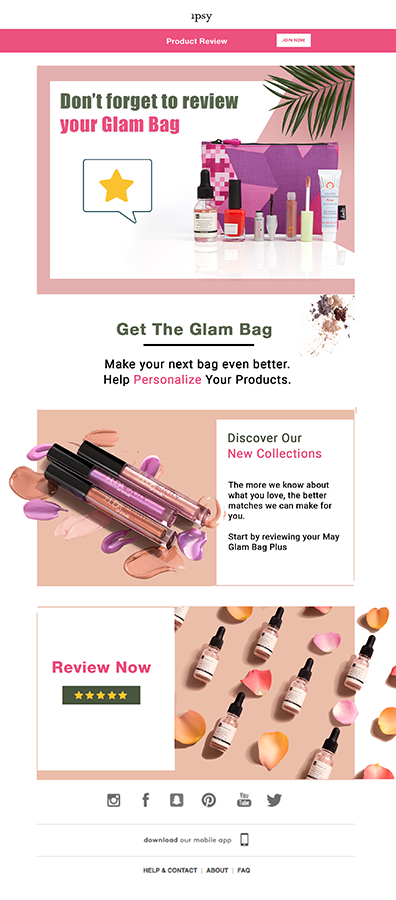 ipsy
Product Review
JOIN NOW
Don't forget to review
your Glam Bag
Get The Glam Bag
Make your next bag even better.
Help Personalize Your Products.
Discover Our
New Collections
The more we know about
what you love, the better
matches we can make for
you.
Start by reviewing your May
Glam Bag Plus
Review Now
You
Tube
download our mobile app
HELP & CONTACT | ABOUT | FAQ